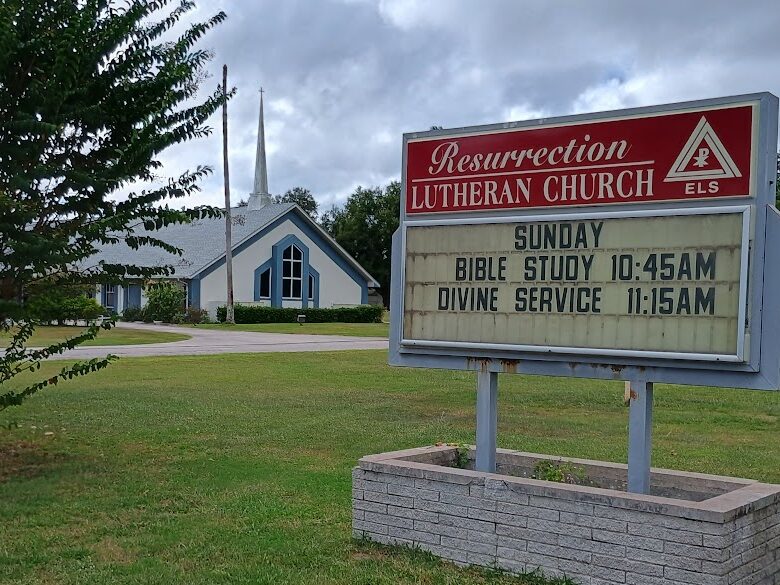 Resurrection
LUTHERAN CHURCH
ELS
SUNDAY
BIBLE STUDY 10:45AM
DIVINE SERVICE 11:15AM